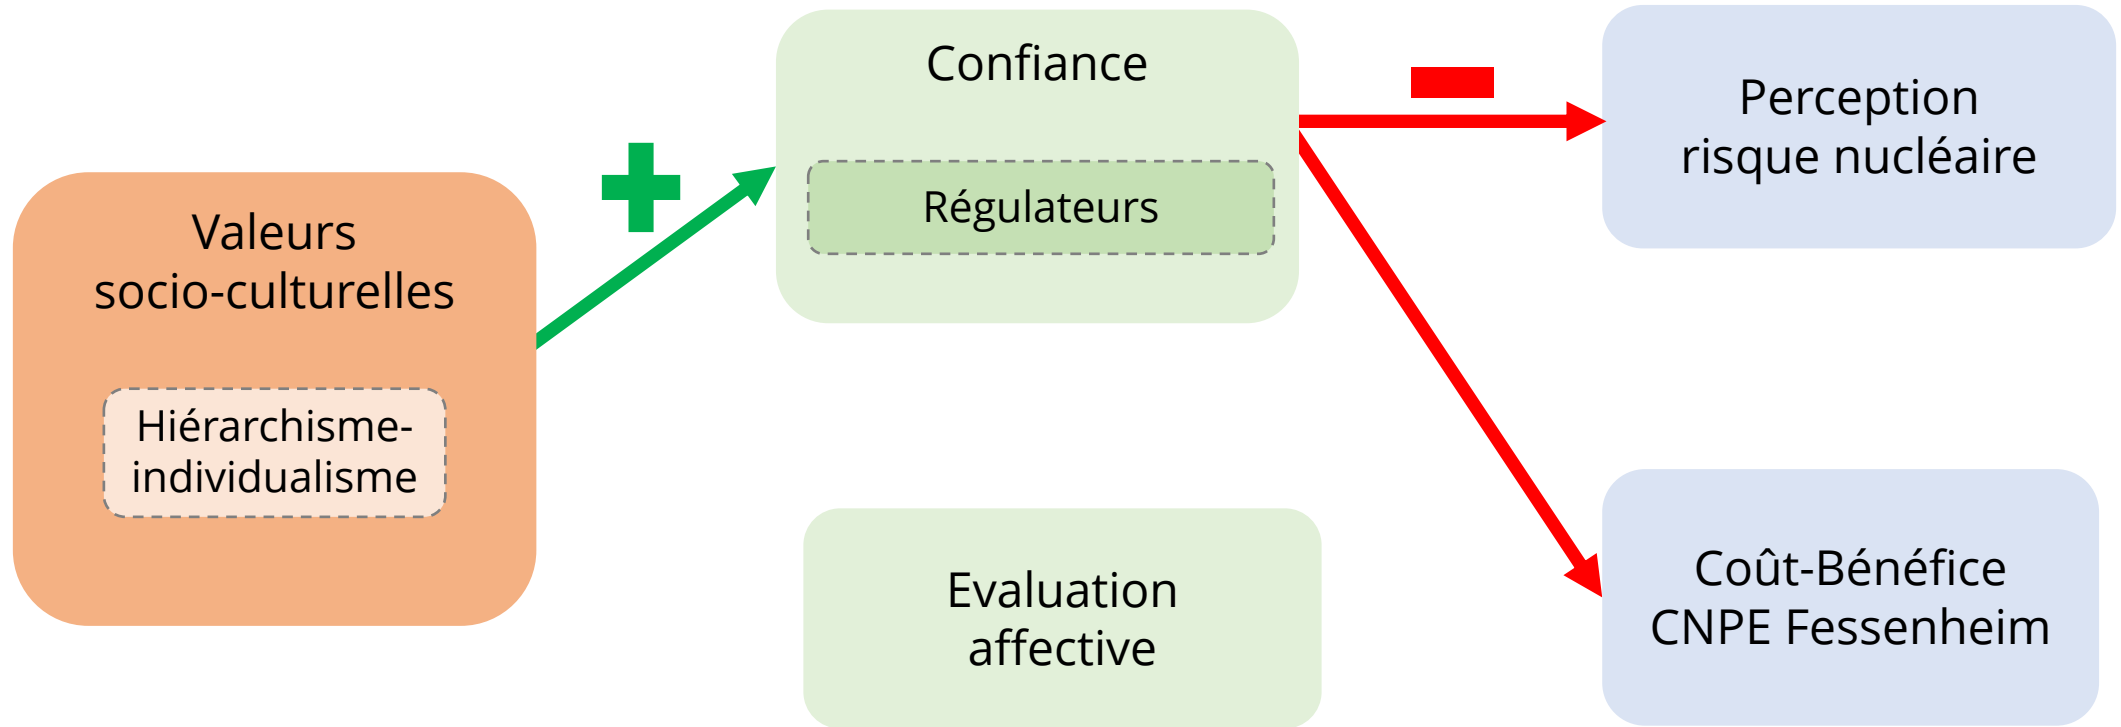 Valeurs
socio-culturelles
Hiérarchisme-
individualisme
Confiance
Régulateurs
Evaluation
affective
Perception
risque nucléaire
Coût-Bénéfice
CNPE Fessenheim